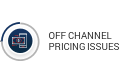 OFF CHANNEL
PRICING ISSUES